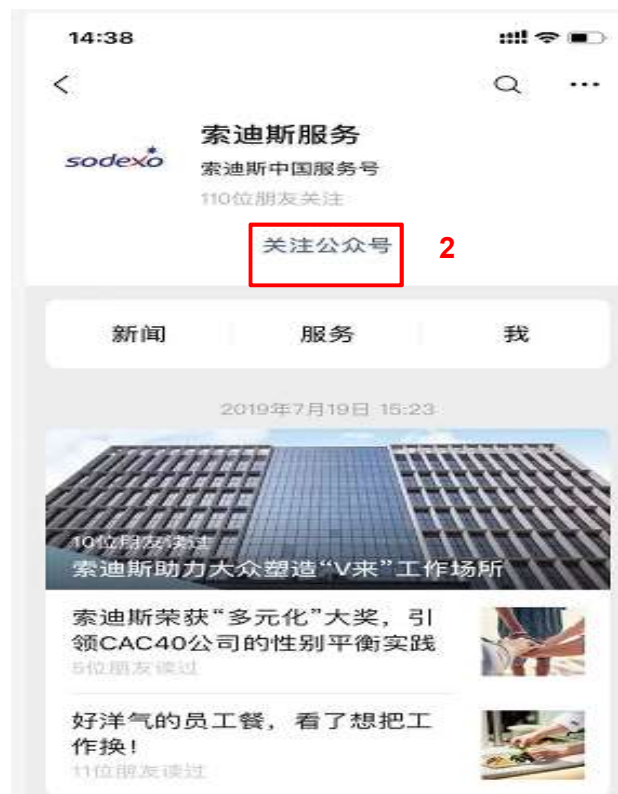 14:38
索迪斯服务
sodexo
索迪斯中国服务号
110位朋友关注
关注公众号
2
新闻
服务
我
2019年7月19日 15:23
10位朋友读过
索迪斯助力大众塑造“V来”工作场所
索迪斯荣获“多元化”大奖，引
领CAC40公司的性别平衡实践
5位朋友读过
好洋气的员工餐，看了想把工
作换！
11位朋友读过